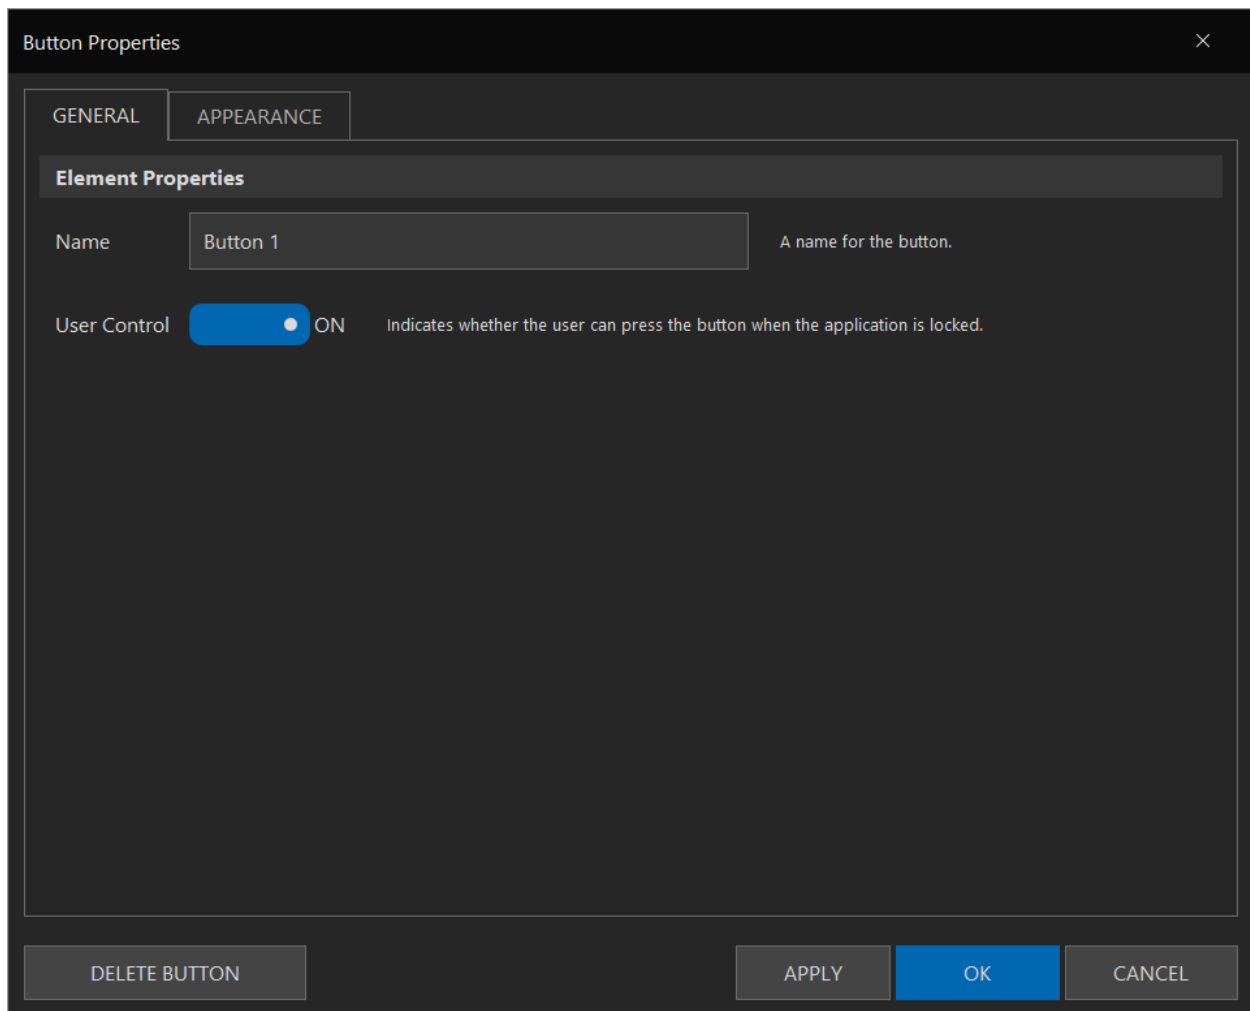 Button Properties
GENERAL APPEARANCE
Element Properties
Name Button 1 A name for the button.
User Control ON Indicates whether the user can press the button when the application is locked.
DELETE BUTTON APPLY OK CANCEL